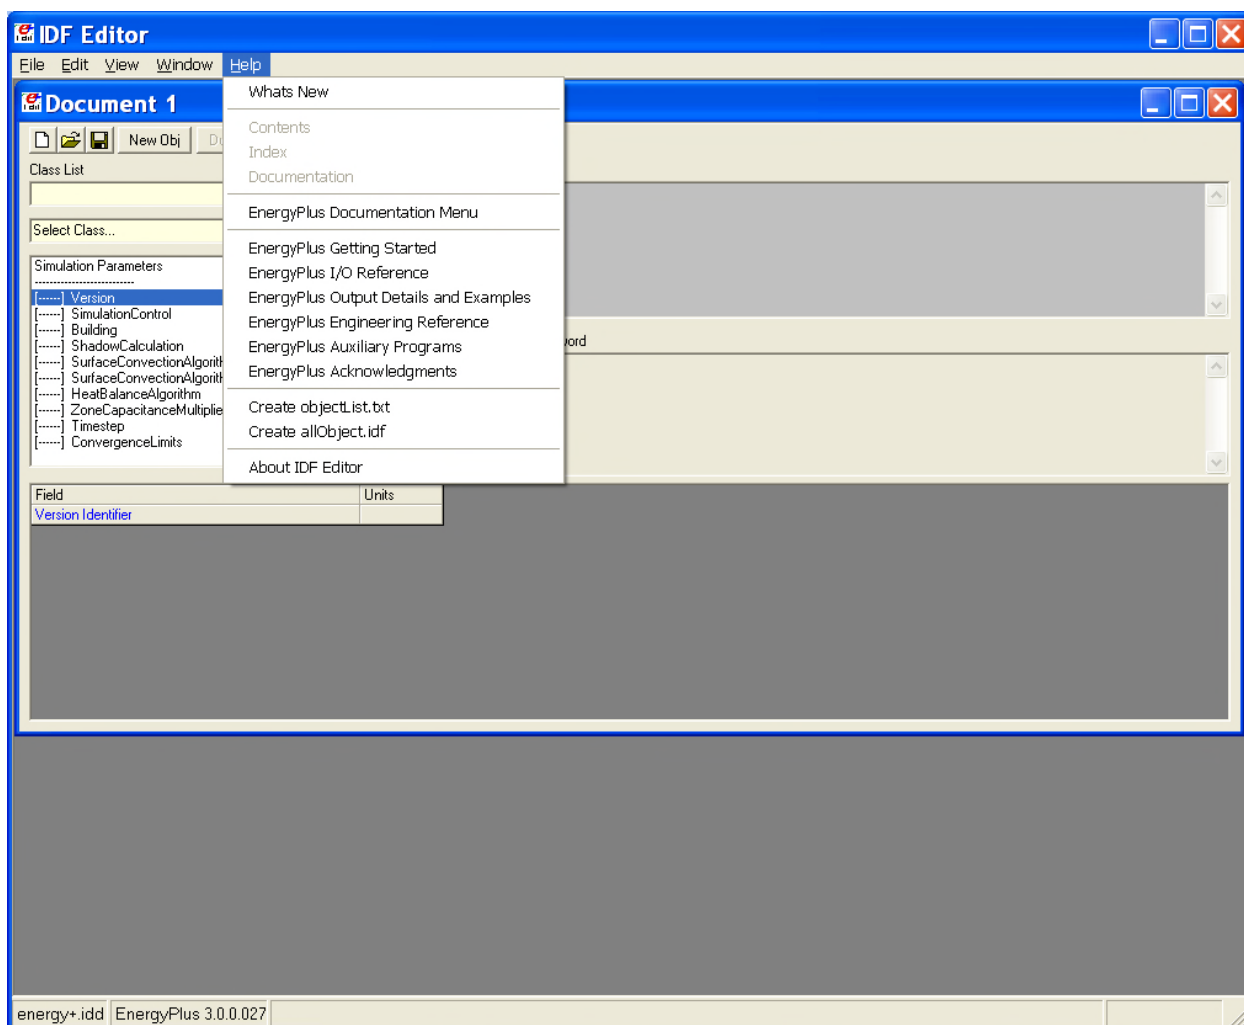 IDF Editor
File Edit View Window Help
Document 1
New Obj
Class List
Select Class...
Simulation Parameters
-------------------------
[------] Version
[------] SimulationControl
[------] Building
[------] ShadowCalculation
[------] SurfaceConvectionAlgorith
[------] SurfaceConvectionAlgorith
[------] HeatBalanceAlgorithm
[------] ZoneCapacitanceMultiplie
[------] Timestep
[------] ConvergenceLimits
Whats New
Contents
Index
Documentation
EnergyPlus Documentation Menu
EnergyPlus Getting Started
EnergyPlus I/O Reference
EnergyPlus Output Details and Examples
EnergyPlus Engineering Reference
EnergyPlus Auxiliary Programs
EnergyPlus Acknowledgments
Create objectList.txt
Create allObject.idf
About IDF Editor
Field Units
Version Identifier
energy+.idd EnergyPlus 3.0.0.027